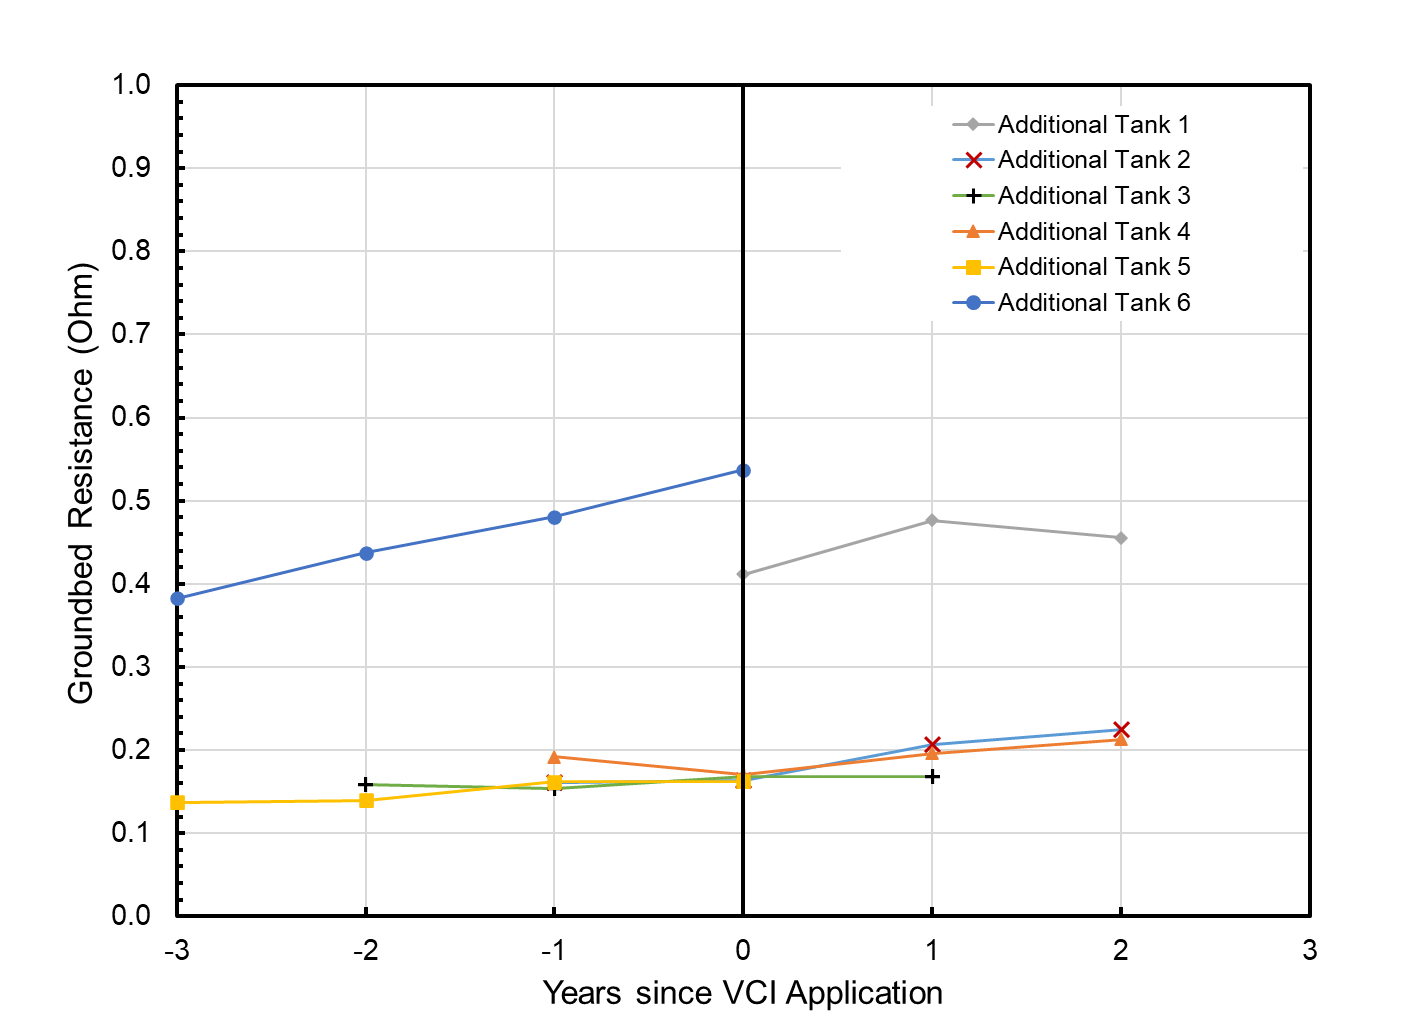 1.0
0.9
0.8
0.7
0.6
0.5
0.4
0.3
0.2
0.1
0.0
Groundbed Resistance (Ohm)
Additional Tank 1
Additional Tank 2
Additional Tank 3
Additional Tank 4
Additional Tank 5
Additional Tank 6
-3 -2 -1 0 1 2 3
Years since VCI Application